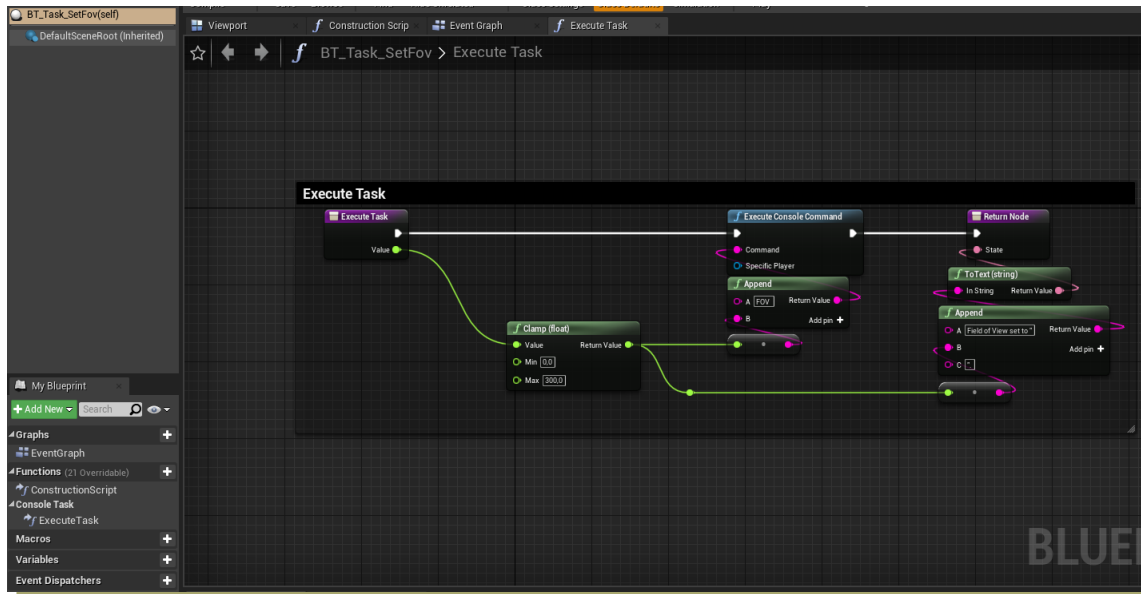 BT_Task_SetFov(self)
DefaultSceneRoot (Inherited)
Viewport
Construction Scrip
Event Graph
Execute Task
BT_Task_SetFov > Execute Task
Execute Task
Execute Task
Value
Clamp (float)
Value Return Value
Min 0,0
Max 300,0
Execute Console Command
Command
Specific Player
Append
A FOV Return Value
B Add pin +
Return Node
State
ToText (string)
In String Return Value
Append
A Field of View set to " Return Value
B Add pin +
C ".
My Blueprint
+ Add New Search
Graphs
EventGraph
Functions (21 Overridable)
ConstructionScript
Console Task
ExecuteTask
Macros
Variables
Event Dispatchers